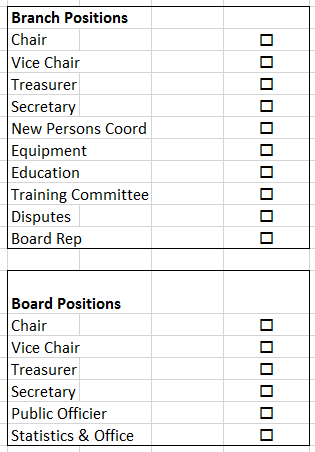 Branch Positions
Chair
Vice Chair
Treasurer
Secretary
New Persons Coord
Equipment
Education
Training Committee
Disputes
Board Rep
Board Positions
Chair
Vice Chair
Treasurer
Secretary
Public Officier
Statistics & Office